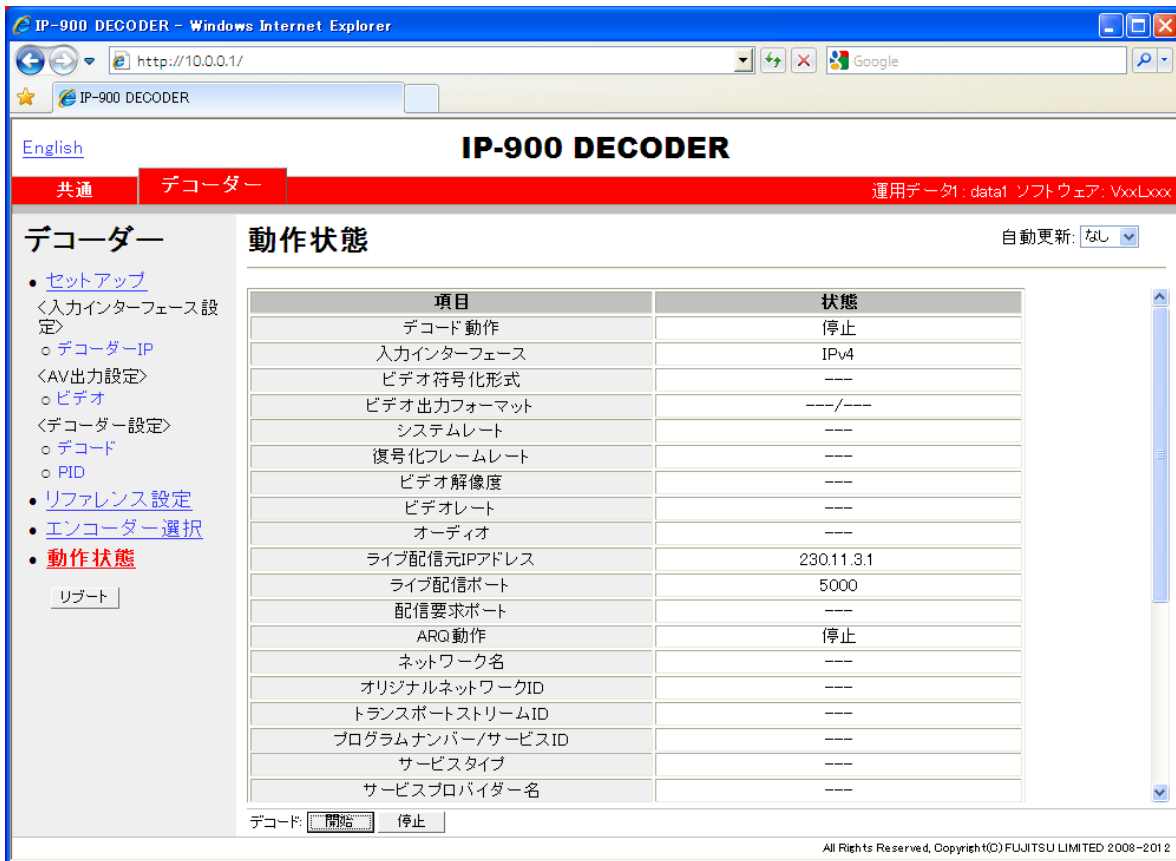 IP-900 DECODER - Windows Internet Explorer
http://10.0.0.1/
Google
IP-900 DECODER
English
IP-900 DECODER
共通
デコーダー
運用データ1: data1 ソフトウェア: VxxLxxx
デコーダー
• セットアップ
<入力インターフェース設
定>
○ デコーダーIP
<AV出力設定>
○ ビデオ
<デコーダー設定>
○ デコード
○ PID
• リファレンス設定
• エンコーダー選択
• 動作状態
リブート
動作状態
自動更新: なし
項目 状態
デコード動作 停止
入力インターフェース IPv4
ビデオ符号化形式 ---
ビデオ出力フォーマット ---/---
システムレート ---
復号化フレームレート ---
ビデオ解像度 ---
ビデオレート ---
オーディオ ---
ライブ配信元IPアドレス 230.11.3.1
ライブ配信ポート 5000
配信要求ポート ---
ARQ動作 停止
ネットワーク名 ---
オリジナルネットワークID ---
トランスポートストリームID ---
プログラムナンバー/サービスID ---
サービスタイプ ---
サービスプロバイダー名 ---
デコード: 開始 停止
All Rights Reserved, Copyright(C) FUJITSU LIMITED 2008-2012